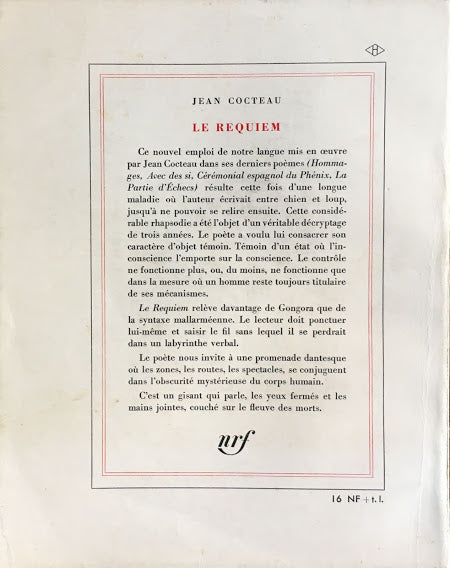 H
JEAN COCTEAU
LE REQUIEM
Ce nouvel emploi de notre langue mis en œuvre
par Jean Cocteau dans ses derniers poèmes (Homma-
ges, Avec des si, Cérémonial espagnol du Phénix, La
Partie d'Échecs) résulte cette fois d'une longue
maladie où l'auteur écrivait entre chien et loup,
jusqu'à ne pouvoir se relire ensuite. Cette considé-
rable rhapsodie a été l'objet d'un véritable décryptage
de trois années. Le poète a voulu lui consacrer son
caractère d'objet témoin. Témoin d'un état où l'in-
conscience l'emporte sur la conscience. Le contrôle
ne fonctionne plus, ou, du moins, ne fonctionne que
dans la mesure où un homme reste toujours titulaire
de ses mécanismes.
Le Requiem relève davantage de Gongora que de
la syntaxe mallarméenne. Le lecteur doit ponctuer
lui-même et saisir le fil sans lequel il se perdrait
dans un labyrinthe verbal.
Le poète nous invite à une promenade dantesque
où les zones, les routes, les spectacles, se conjuguent
dans l'obscurité mystérieuse du corps humain.
C'est un gisant qui parle, les yeux fermés et les
mains jointes, couché sur le fleuve des morts.
nrf
16 NF + t. l.